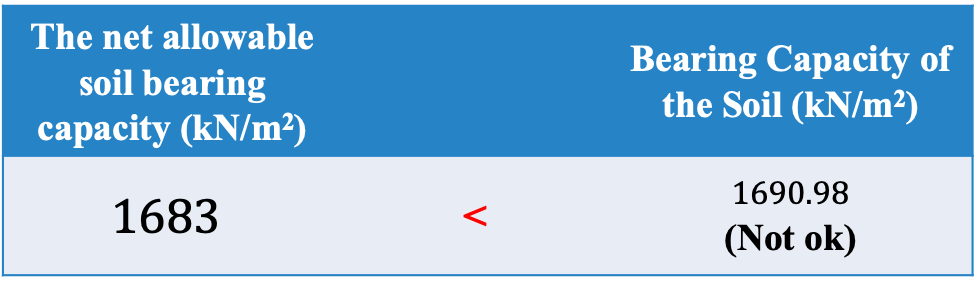 The net allowable
soil bearing
capacity (kN/m²)
Bearing Capacity of
the Soil (kN/m²)
1683
<
1690.98
(Not ok)